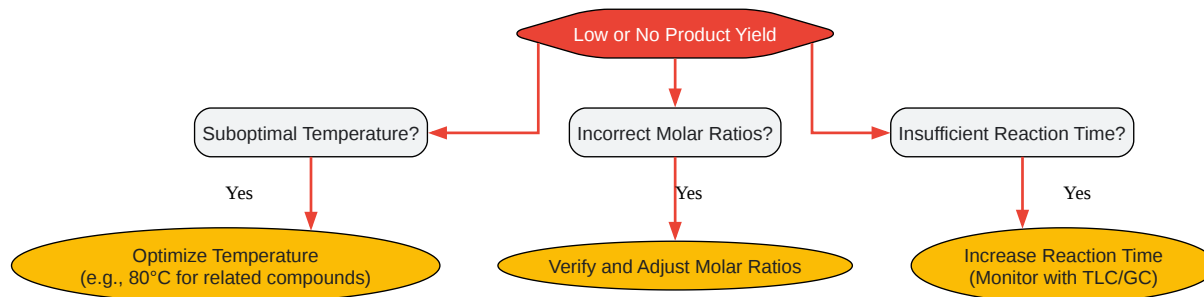 Low or No Product Yield
Suboptimal Temperature?
Incorrect Molar Ratios?
Insufficient Reaction Time?
Yes
Yes
Yes
Optimize Temperature
(e.g., 80°C for related compounds)
Verify and Adjust Molar Ratios
Increase Reaction Time
(Monitor with TLC/GC)